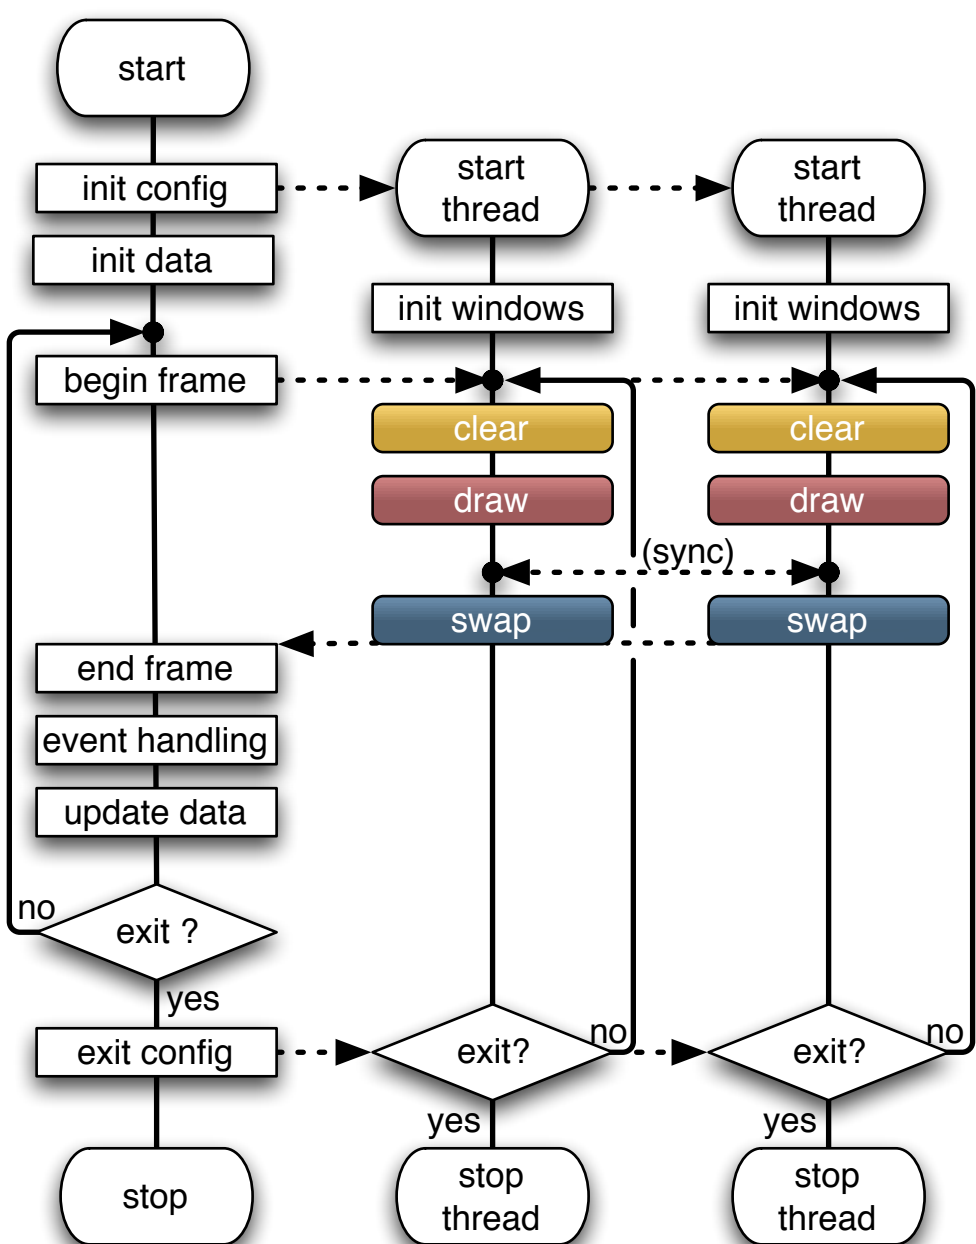 start
init config
init data
begin frame
end frame
event handling
update data
no
exit ?
yes
exit config
stop
start
thread
init windows
clear
draw
(sync)
swap
exit?
no
yes
stop
thread
start
thread
init windows
clear
draw
swap
exit?
no
yes
stop
thread